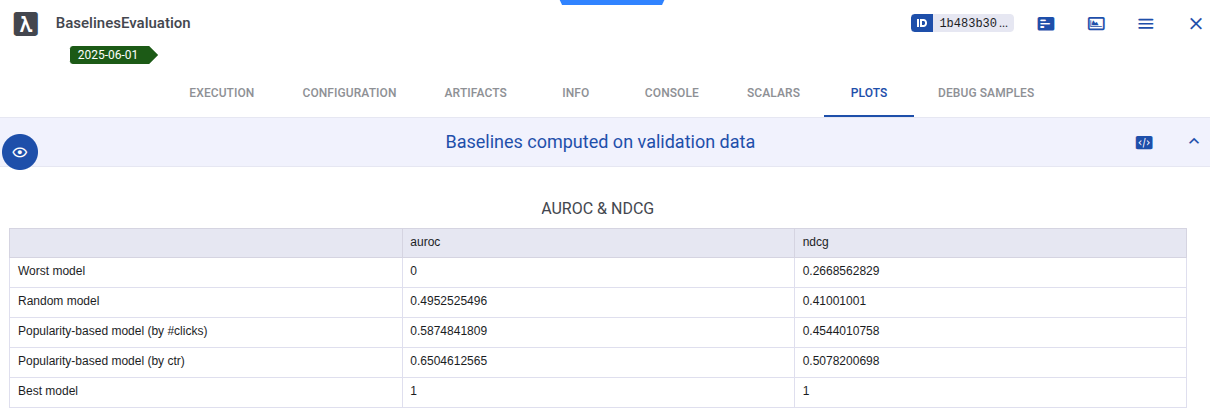 BaselinesEvaluation
ID 1b483b30...
2025-06-01
EXECUTION CONFIGURATION ARTIFACTS INFO CONSOLE SCALARS PLOTS DEBUG SAMPLES
Baselines computed on validation data
AUROC & NDCG
auroc ndcg
Worst model 0 0.2668562829
Random model 0.4952525496 0.41001001
Popularity-based model (by #clicks) 0.5874841809 0.4544010758
Popularity-based model (by ctr) 0.6504612565 0.5078200698
Best model 1 1